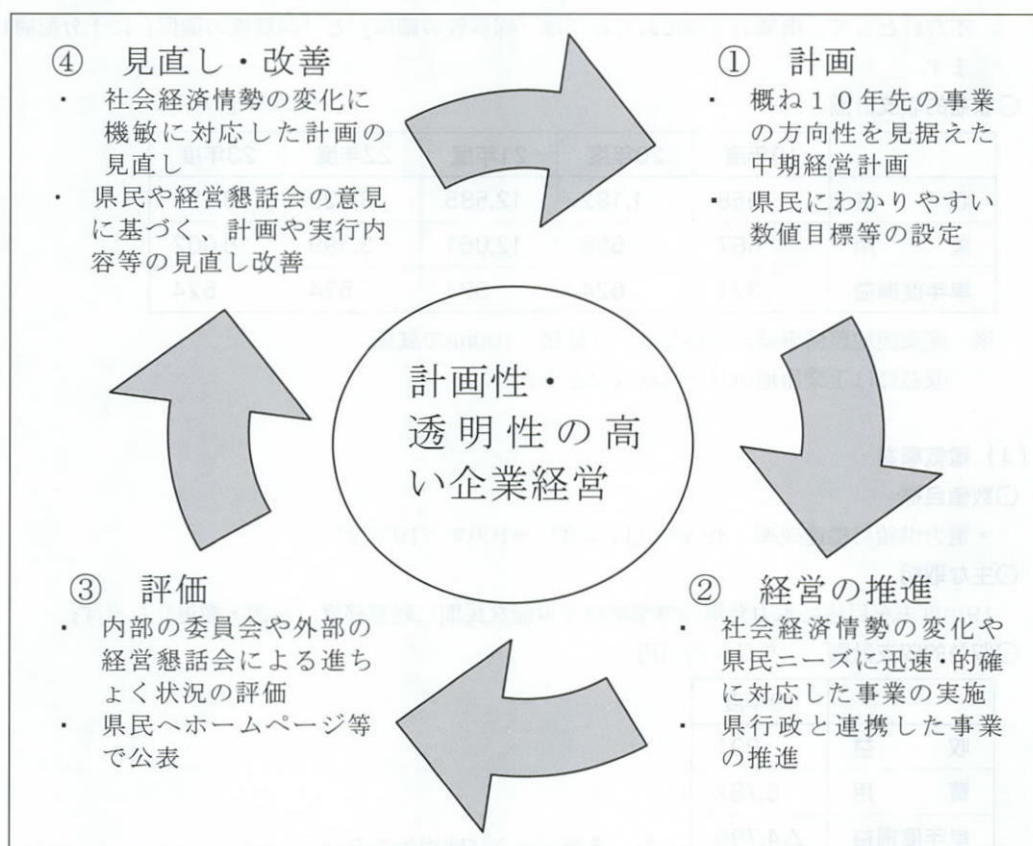 ④　見直し・改善
・　社会経済情勢の変化に
機敏に対応した計画の
見直し
・　県民や経営懇話会の意見
に基づく、計画や実行内
容等の見直し改善
①　計画
・　概ね１０年先の事業
の方向性を見据えた
中期経営計画
・　県民にわかりやすい
数値目標等の設定
計画性・
透明性の高
い企業経営
③　評価
・　内部の委員会や外部の
経営懇話会による進ち
ょく状況の評価
・　県民へホームページ等
で公表
②　経営の推進
・　社会経済情勢の変化や
県民ニーズに迅速・的確
に対応した事業の実施
・　県行政と連携した事業
の推進